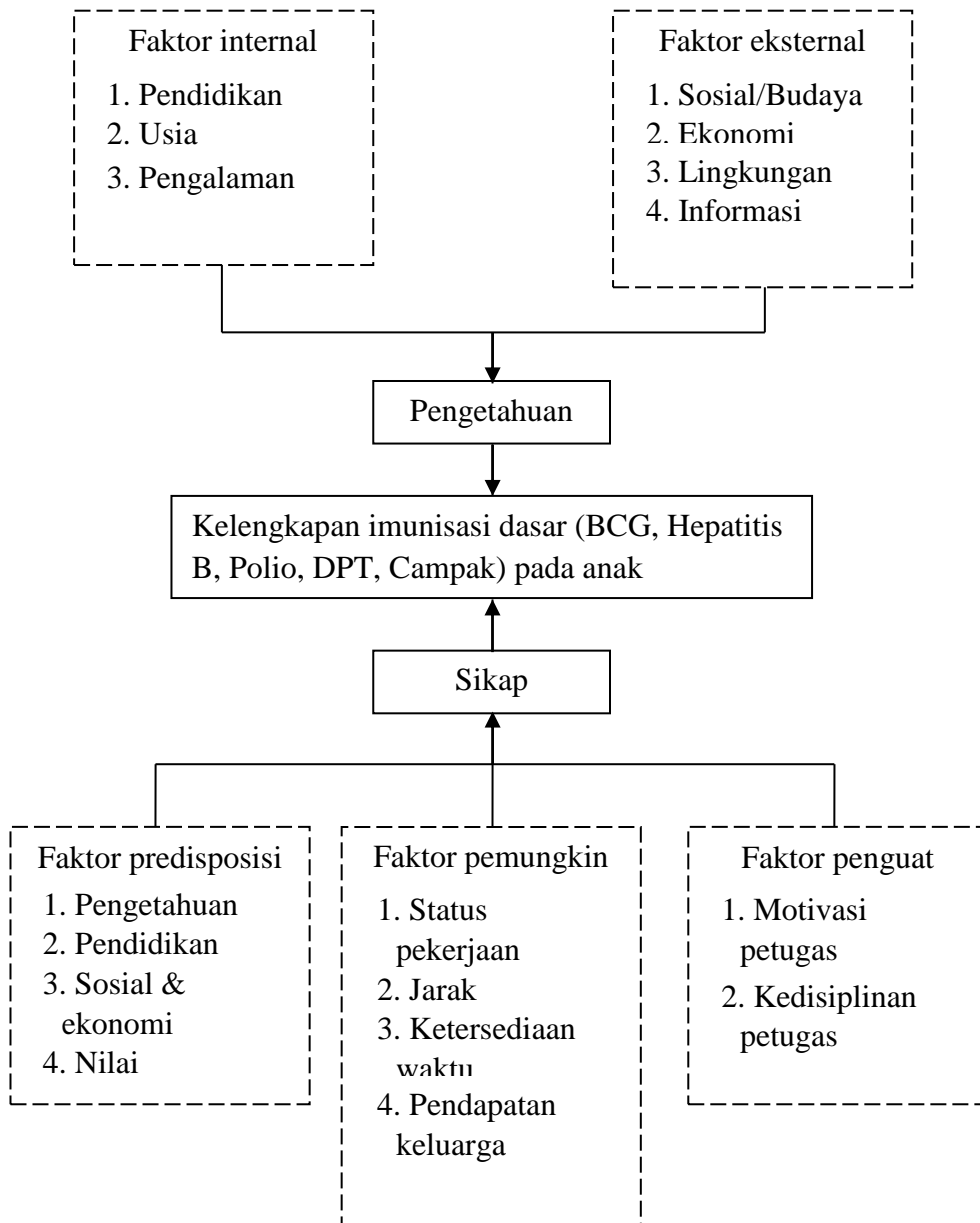 Faktor internal
1. Pendidikan
2. Usia
3. Pengalaman
Faktor eksternal
1. Sosial/Budaya
2. Ekonomi
3. Lingkungan
4. Informasi
Pengetahuan
Kelengkapan imunisasi dasar (BCG, Hepatitis
B, Polio, DPT, Campak) pada anak
Sikap
Faktor predisposisi
1. Pengetahuan
2. Pendidikan
3. Sosial &
ekonomi
4. Nilai
Faktor pemungkin
1. Status
pekerjaan
2. Jarak
3. Ketersediaan
waktu
4. Pendapatan
keluarga
Faktor penguat
1. Motivasi
petugas
2. Kedisiplinan
petugas